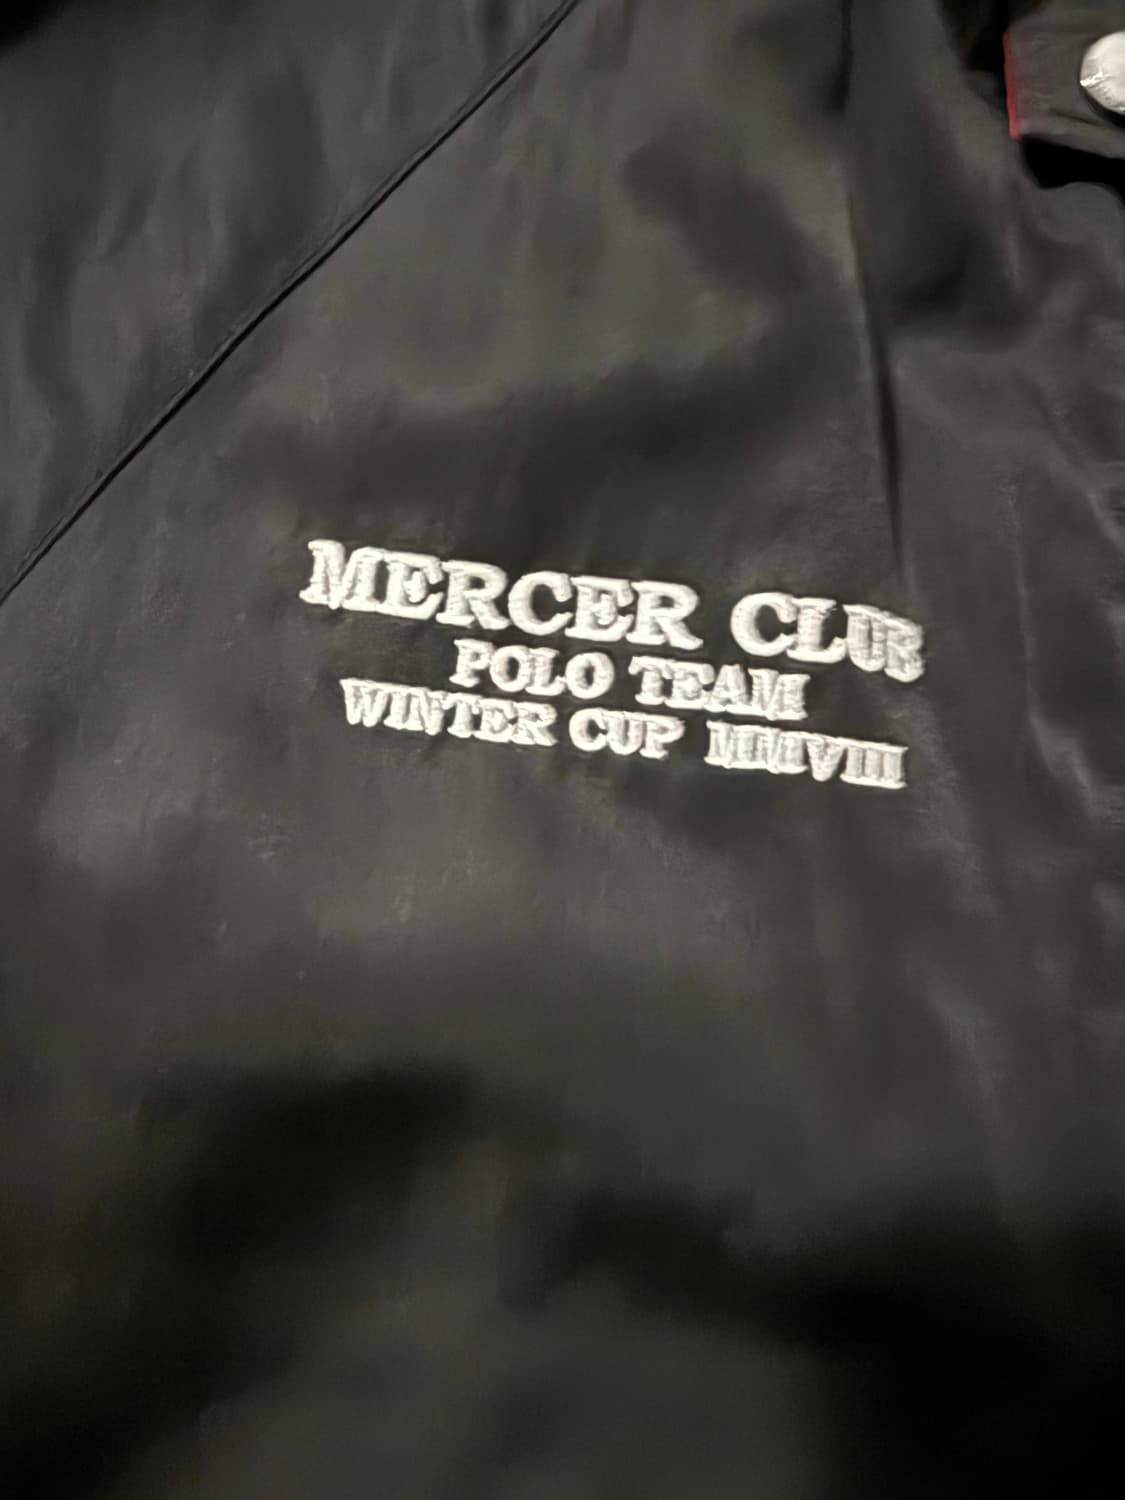 MERCER CLUB
POLO TEAM
WINTER CUP MMVIII